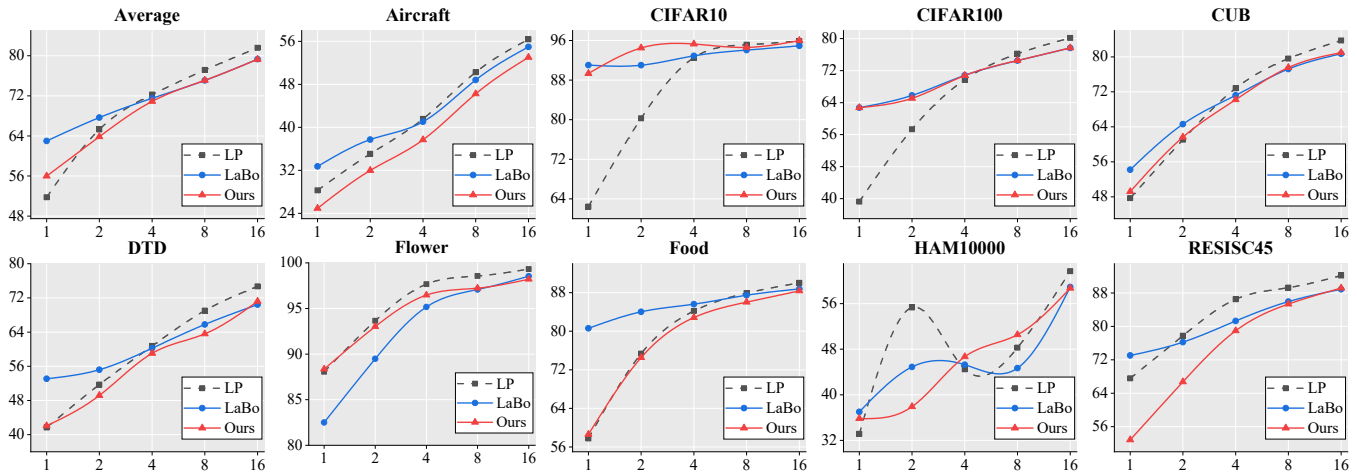 Average
80
72
64
56
48
LP
LaBo
Ours
1 2 4 8 16
Aircraft
56
48
40
32
24
LP
LaBo
Ours
1 2 4 8 16
CIFAR10
96
88
80
72
64
LP
LaBo
Ours
1 2 4 8 16
CIFAR100
80
72
64
56
48
40
LP
LaBo
Ours
1 2 4 8 16
CUB
80
72
64
56
48
LP
LaBo
Ours
1 2 4 8 16
DTD
80
72
64
56
48
40
LP
LaBo
Ours
1 2 4 8 16
Flower
100
95
90
85
80
LP
LaBo
Ours
1 2 4 8 16
Food
88
80
72
64
56
LP
LaBo
Ours
1 2 4 8 16
HAM10000
56
48
40
32
LP
LaBo
Ours
1 2 4 8 16
RESISC45
88
80
72
64
56
LP
LaBo
Ours
1 2 4 8 16